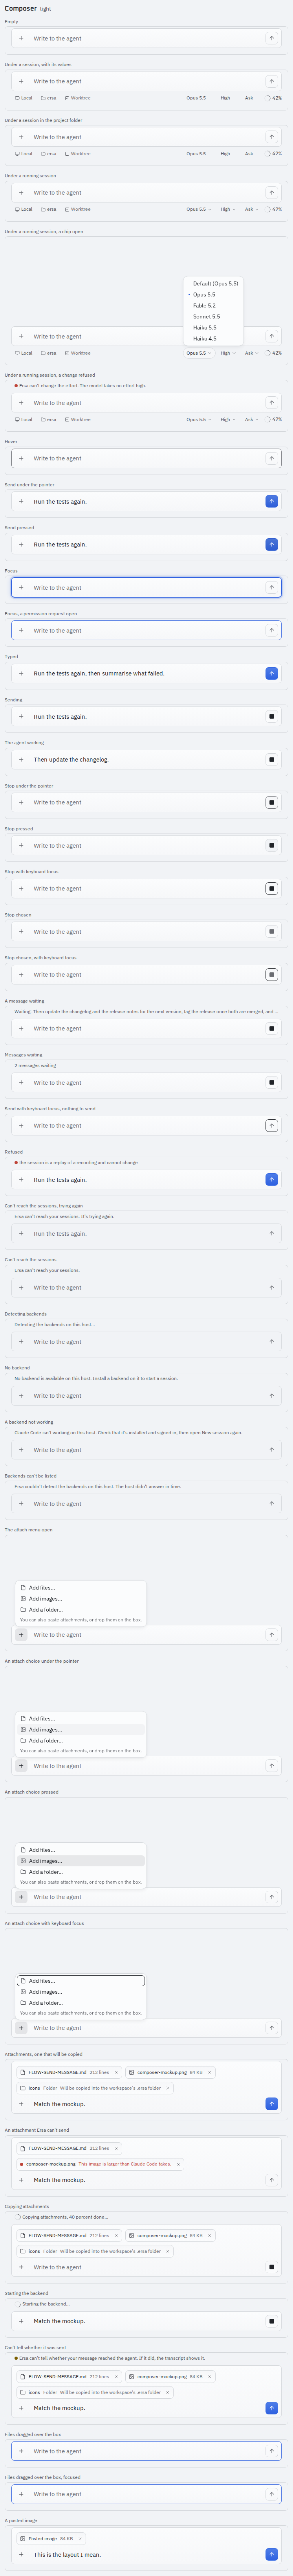 Composer light
Empty
Write to the agent
Under a session, with its values
Write to the agent
Local ersa Worktree Opus 5.5 High Ask 42%
Under a session in the project folder
Write to the agent
Local ersa Worktree Opus 5.5 High Ask 42%
Under a running session
Write to the agent
Local ersa Worktree Opus 5.5 High Ask 42%
Under a running session, a chip open
Default (Opus 5.5)
Opus 5.5
Fable 5.2
Sonnet 5.5
Haiku 5.5
Haiku 4.5
Write to the agent
Local ersa Worktree Opus 5.5 High Ask 42%
Under a running session, a change refused
Ersa can't change the effort. The model takes no effort high.
Write to the agent
Local ersa Worktree Opus 5.5 High Ask 42%
Hover
Write to the agent
Send under the pointer
Run the tests again.
Send pressed
Run the tests again.
Focus
Write to the agent
Focus, a permission request open
Write to the agent
Typed
Run the tests again, then summarise what failed.
Sending
Run the tests again.
The agent working
Then update the changelog.
Stop under the pointer
Write to the agent
Stop pressed
Write to the agent
Stop with keyboard focus
Write to the agent
Stop chosen
Write to the agent
Stop chosen, with keyboard focus
Write to the agent
A message waiting
Waiting: Then update the changelog and the release notes for the next version, tag the release once both are merged, and …
Write to the agent
Messages waiting
2 messages waiting
Write to the agent
Send with keyboard focus, nothing to send
Write to the agent
Refused
the session is a replay of a recording and cannot change
Run the tests again.
Can't reach the sessions, trying again
Ersa can't reach your sessions. It's trying again.
Run the tests again.
Can't reach the sessions
Ersa can't reach your sessions.
Write to the agent
Detecting backends
Detecting the backends on this host…
Write to the agent
No backend
No backend is available on this host. Install a backend on it to start a session.
Write to the agent
A backend not working
Claude Code isn't working on this host. Check that it's installed and signed in, then open New session again.
Write to the agent
Backends can't be listed
Ersa couldn't detect the backends on this host. The host didn't answer in time.
Write to the agent
The attach menu open
Add files…
Add images…
Add a folder…
You can also paste attachments, or drop them on the box.
Write to the agent
An attach choice under the pointer
Add files…
Add images…
Add a folder…
You can also paste attachments, or drop them on the box.
Write to the agent
An attach choice pressed
Add files…
Add images…
Add a folder…
You can also paste attachments, or drop them on the box.
Write to the agent
An attach choice with keyboard focus
Add files…
Add images…
Add a folder…
You can also paste attachments, or drop them on the box.
Write to the agent
Attachments, one that will be copied
FLOW-SEND-MESSAGE.md 212 lines composer-mockup.png 84 KB
icons Folder Will be copied into the workspace's .ersa folder
Match the mockup.
An attachment Ersa can't send
FLOW-SEND-MESSAGE.md 212 lines
composer-mockup.png This image is larger than Claude Code takes.
Match the mockup.
Copying attachments
Copying attachments, 40 percent done…
FLOW-SEND-MESSAGE.md 212 lines composer-mockup.png 84 KB
icons Folder Will be copied into the workspace's .ersa folder
Write to the agent
Starting the backend
Starting the backend…
Match the mockup.
Can't tell whether it was sent
Ersa can't tell whether your message reached the agent. If it did, the transcript shows it.
FLOW-SEND-MESSAGE.md 212 lines composer-mockup.png 84 KB
icons Folder Will be copied into the workspace's .ersa folder
Match the mockup.
Files dragged over the box
Write to the agent
Files dragged over the box, focused
Write to the agent
A pasted image
Pasted image 84 KB
This is the layout I mean.